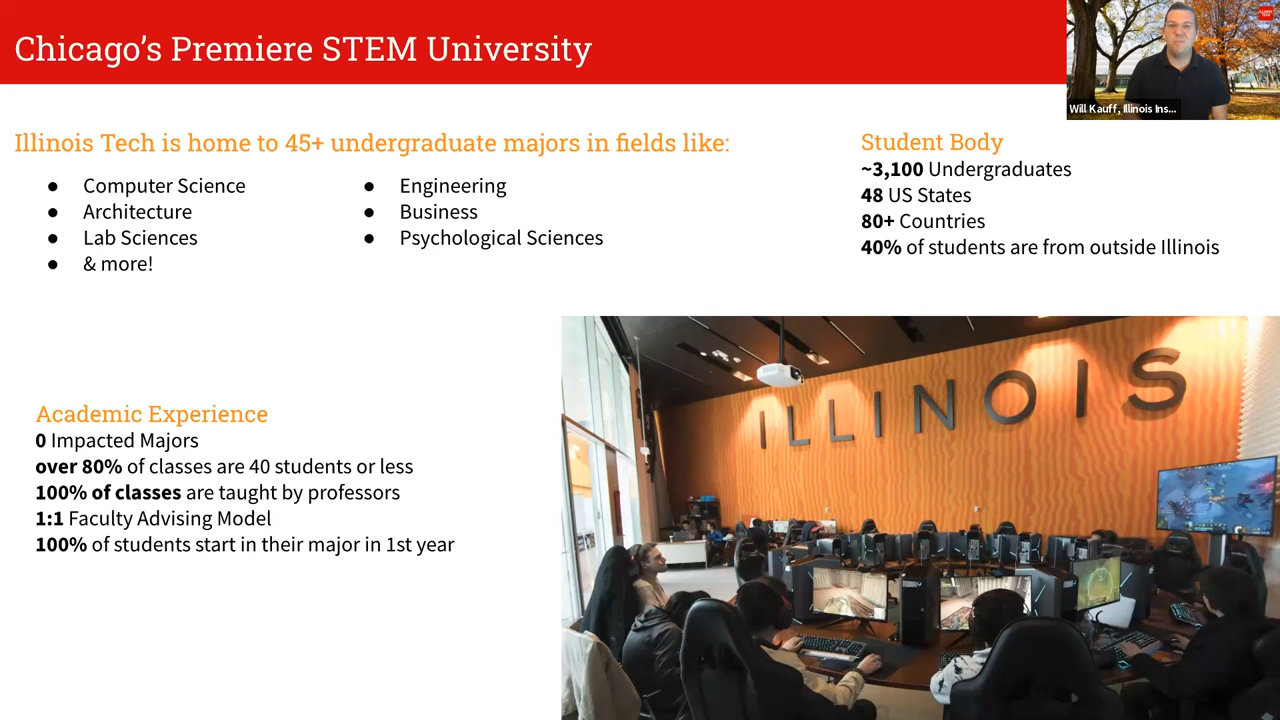 Chicago's Premiere STEM University
ILLINOIS TECH
Will Kauff, Illinois Ins...
Illinois Tech is home to 45+ undergraduate majors in fields like:
● Computer Science
● Architecture
● Lab Sciences
● & more!
● Engineering
● Business
● Psychological Sciences
Student Body
~3,100 Undergraduates
48 US States
80+ Countries
40% of students are from outside Illinois
Academic Experience
0 Impacted Majors
over 80% of classes are 40 students or less
100% of classes are taught by professors
1:1 Faculty Advising Model
100% of students start in their major in 1st year
ILLINOIS